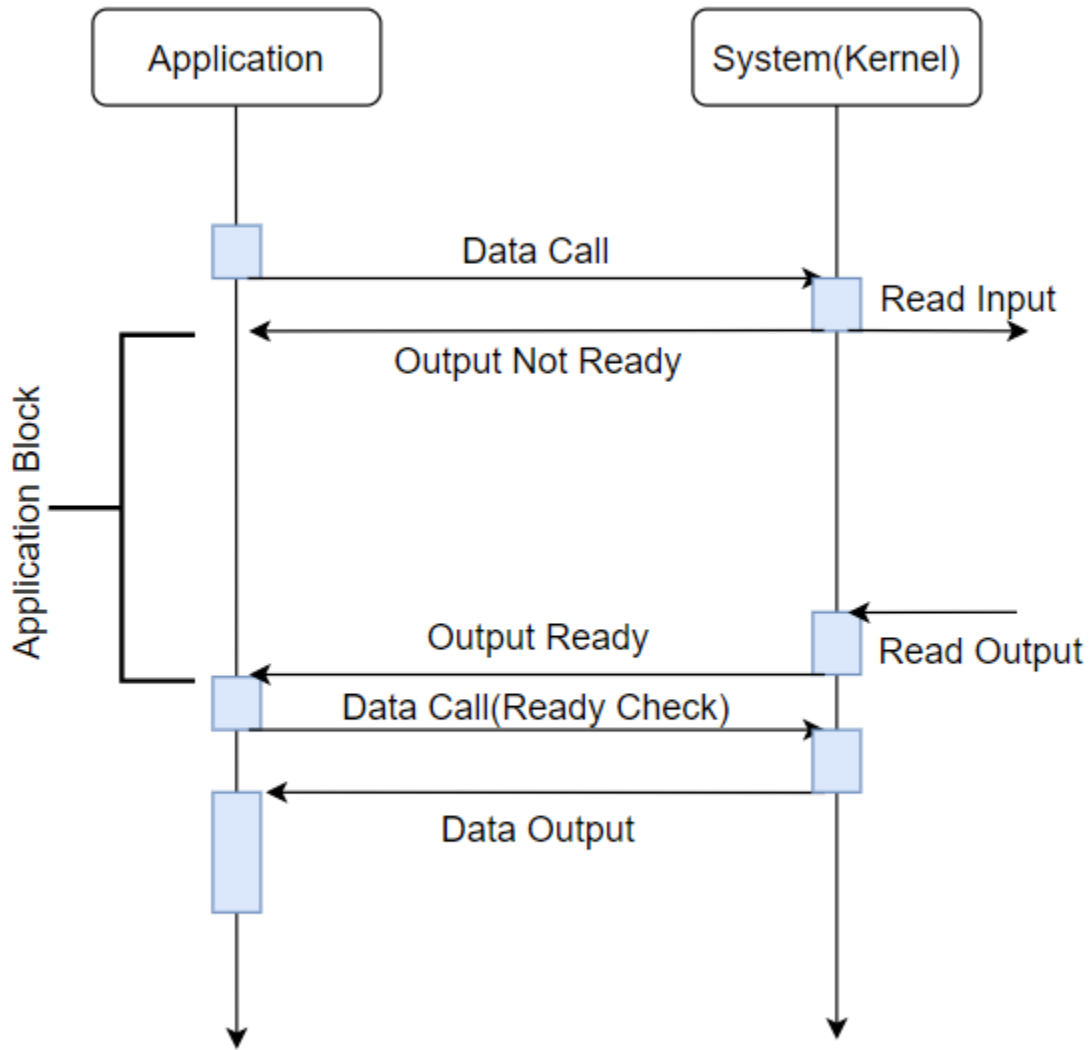 Application
System(Kernel)
Data Call
Read Input
Output Not Ready
Application Block
Output Ready
Read Output
Data Call(Ready Check)
Data Output